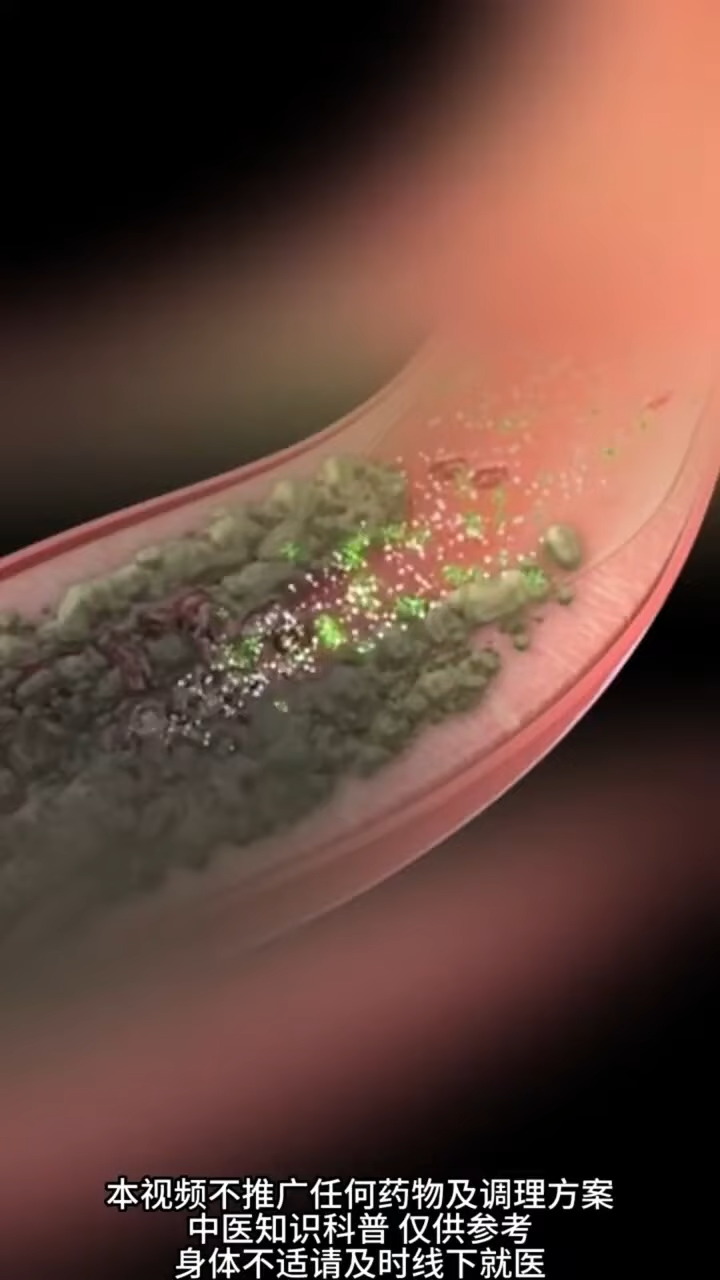 本视频不推广任何药物及调理方案
中医知识科普 仅供参考
身体不适请及时线下就医